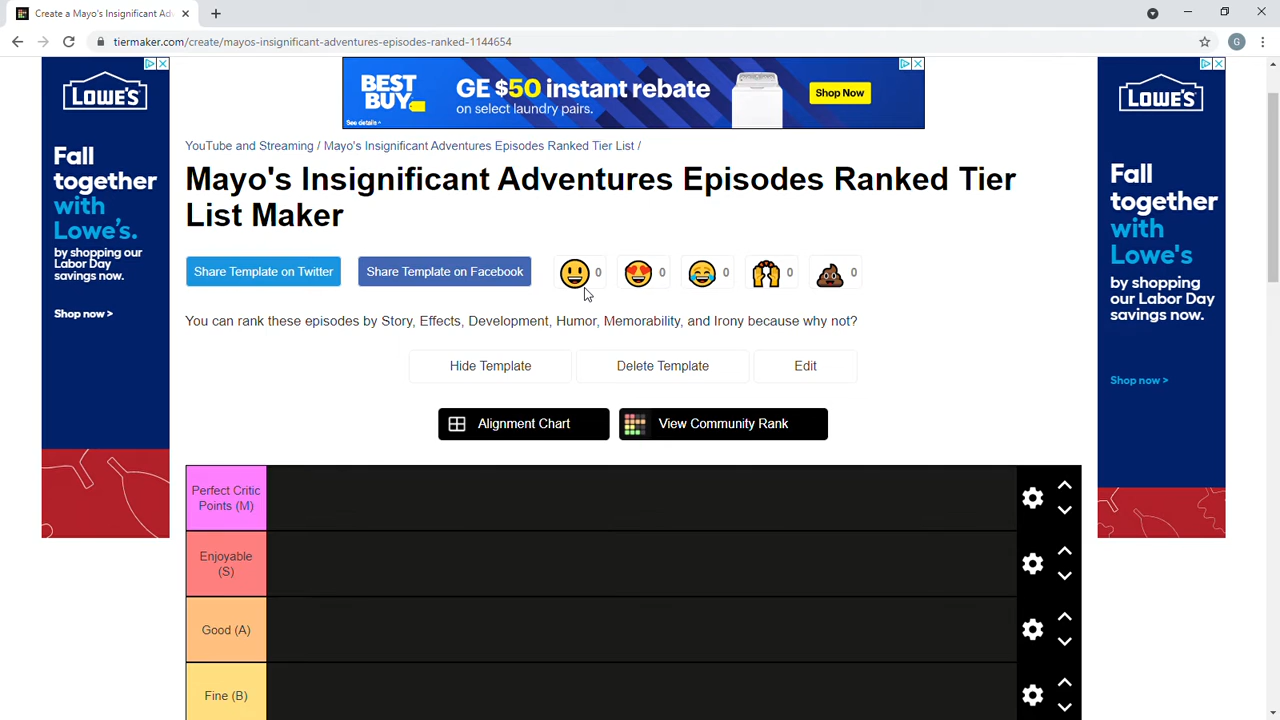 Create a Mayo's Insignificant Ad
tiermaker.com/create/mayos-insignificant-adventures-episodes-ranked-1144654
G
LOWE'S
Fall
together
with
Lowe's.
by shopping our
Labor Day
savings now.
Shop now >
BEST
BUY
See details ^
GE $50 instant rebate
on select laundry pairs.
Shop Now
LOWE'S
Fall
together
with
Lowe's
by shopping
our Labor Day
savings now.
Shop now >
YouTube and Streaming / Mayo's Insignificant Adventures Episodes Ranked Tier List /
Mayo's Insignificant Adventures Episodes Ranked Tier
List Maker
Share Template on Twitter
Share Template on Facebook
0
0
0
0
0
You can rank these episodes by Story, Effects, Development, Humor, Memorability, and Irony because why not?
Hide Template
Delete Template
Edit
Alignment Chart
View Community Rank
Perfect Critic
Points (M)
Enjoyable
(S)
Good (A)
Fine (B)